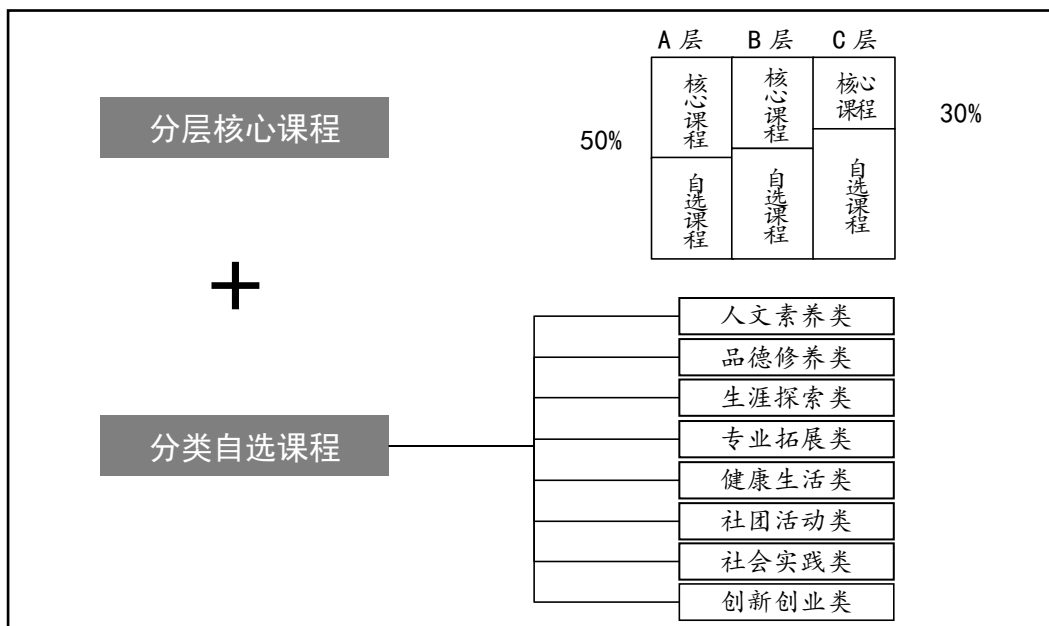 A层 B层 C层
分层核心课程
50%
核心课程
核心课程
核心课程
30%
自选课程
自选课程
自选课程
+
分类自选课程
人文素养类
品德修养类
生涯探索类
专业拓展类
健康生活类
社团活动类
社会实践类
创新创业类